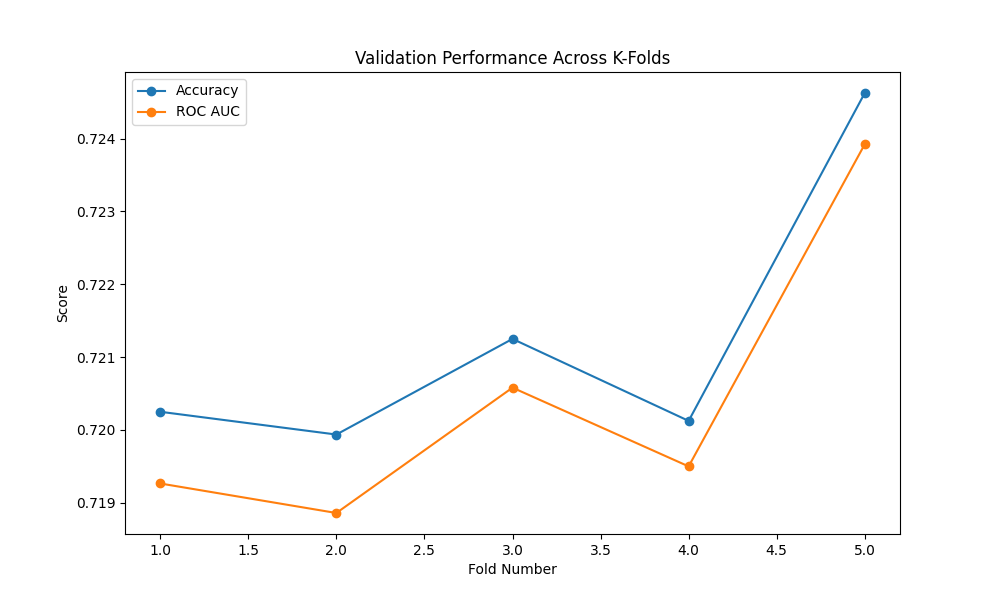 Validation Performance Across K-Folds
Accuracy
ROC AUC
0.724
0.723
0.722
0.721
0.720
0.719
Score
1.0 1.5 2.0 2.5 3.0 3.5 4.0 4.5 5.0
Fold Number